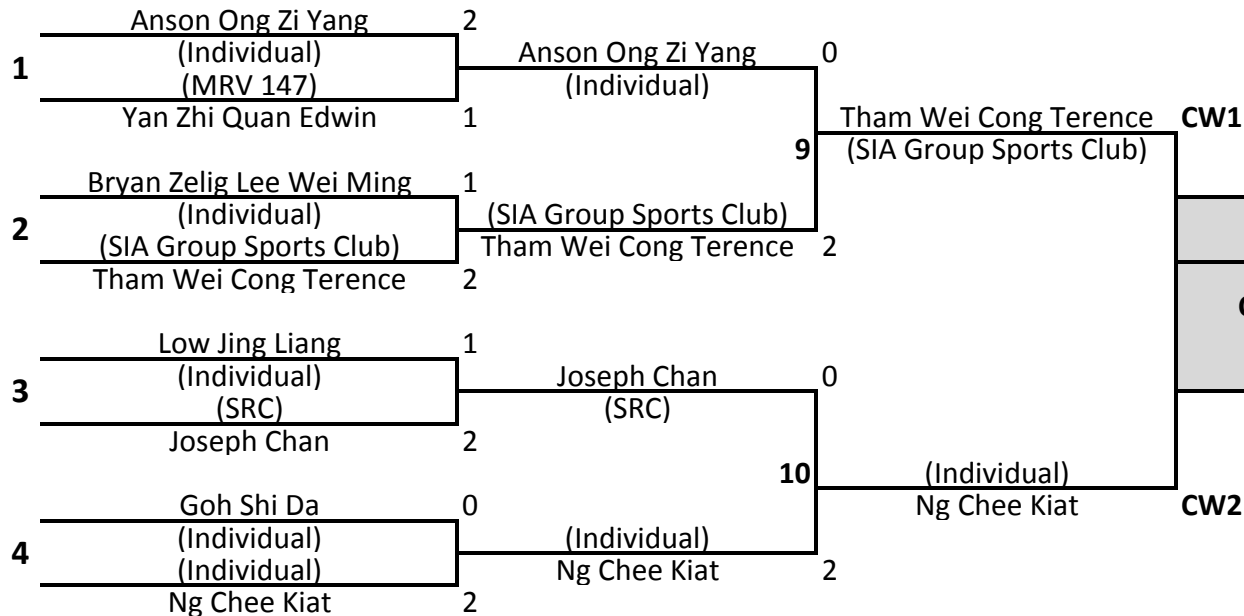 Anson Ong Zi Yang 2
(Individual)
1
(MRV 147)
Yan Zhi Quan Edwin 1
Anson Ong Zi Yang 0
(Individual)
Bryan Zelig Lee Wei Ming 1
(Individual)
2
(SIA Group Sports Club)
Tham Wei Cong Terence 2
(SIA Group Sports Club)
Tham Wei Cong Terence 2
9
Tham Wei Cong Terence CW1
(SIA Group Sports Club)
Low Jing Liang 1
(Individual)
3
(SRC)
Joseph Chan 2
Joseph Chan 0
(SRC)
Goh Shi Da 0
(Individual)
4
(Individual)
Ng Chee Kiat 2
(Individual)
Ng Chee Kiat 2
10
(Individual)
Ng Chee Kiat CW2